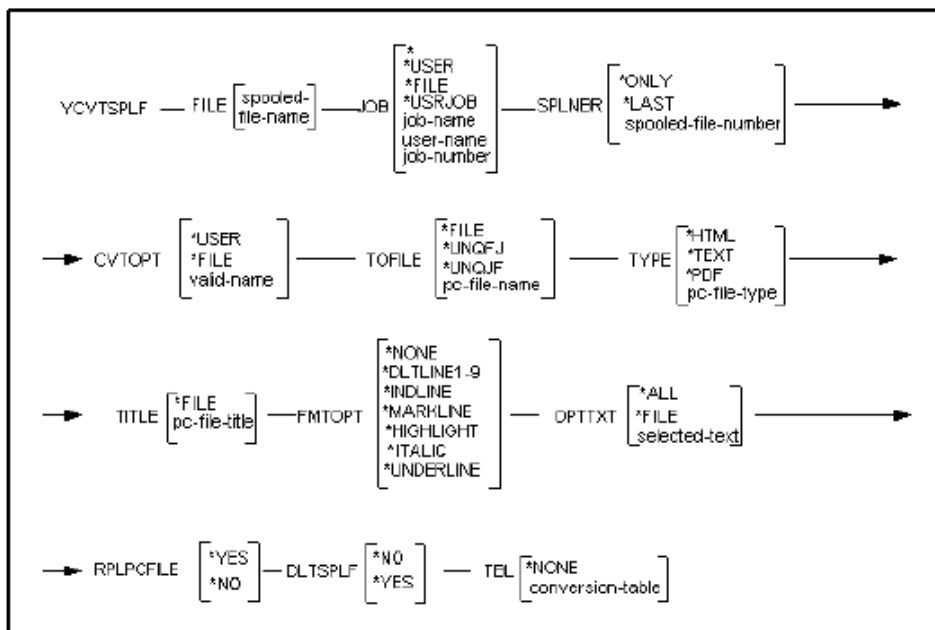 *
*USER
*FILE
*USRJOB
job-name
user-name
job-number
YCVTSPLF
FILE
spooled-
file-name
JOB
SPLNBR
*ONLY
*LAST
spooled-file-number
CVTOPT
*USER
*FILE
valid-name
TOFILE
*FILE
*UNQFJ
*UNQJF
pc-file-name
TYPE
*HTML
*TEXT
*PDF
pc-file-type
TITLE
*FILE
pc-file-title
FMTOPT
*NONE
*DLTLINE1-9
*INDLINE
*MARKLINE
*HIGHLIGHT
*ITALIC
*UNDERLINE
OPTTXT
*ALL
*FILE
selected-text
RPLPCFILE
*YES
*NO
DLTSPLF
*NO
*YES
TBL
*NONE
conversion-table